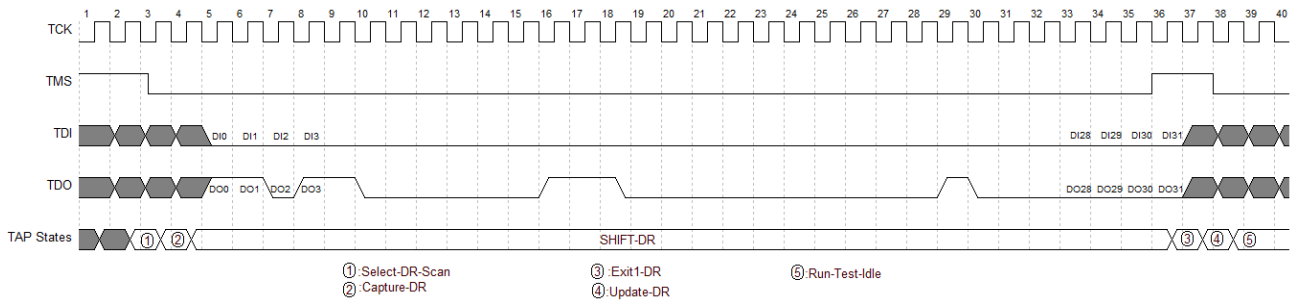 1 2 3 4 5 6 7 8 9 10 11 12 13 14 15 16 17 18 19 20 21 22 23 24 25 26 27 28 29 30 31 32 33 34 35 36 37 38 39 40
TCK
TMS
TDI DI0 DI1 DI2 DI3 DI28 DI29 DI30 DI31
TDO DO0 DO1 DO2 DO3 DO28 DO29 DO30 DO31
TAP States 1 2 SHIFT-DR 3 4 5
1:Select-DR-Scan 3:Exit1-DR 5:Run-Test-Idle
2:Capture-DR 4:Update-DR